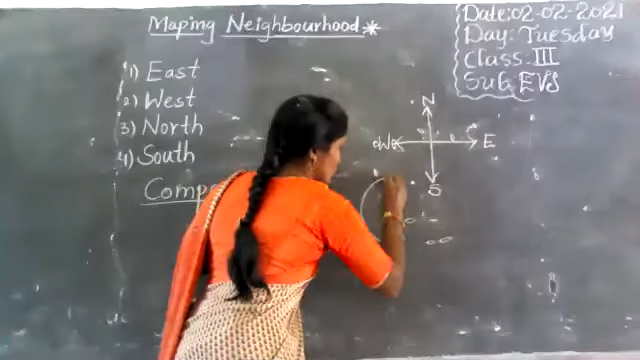 Maping Neighbourhood*
Date:02-02-2021
Day: Tuesday
Class: III
Sub: EVS
1) East
2) West
3) North
4) South
N
W E
S